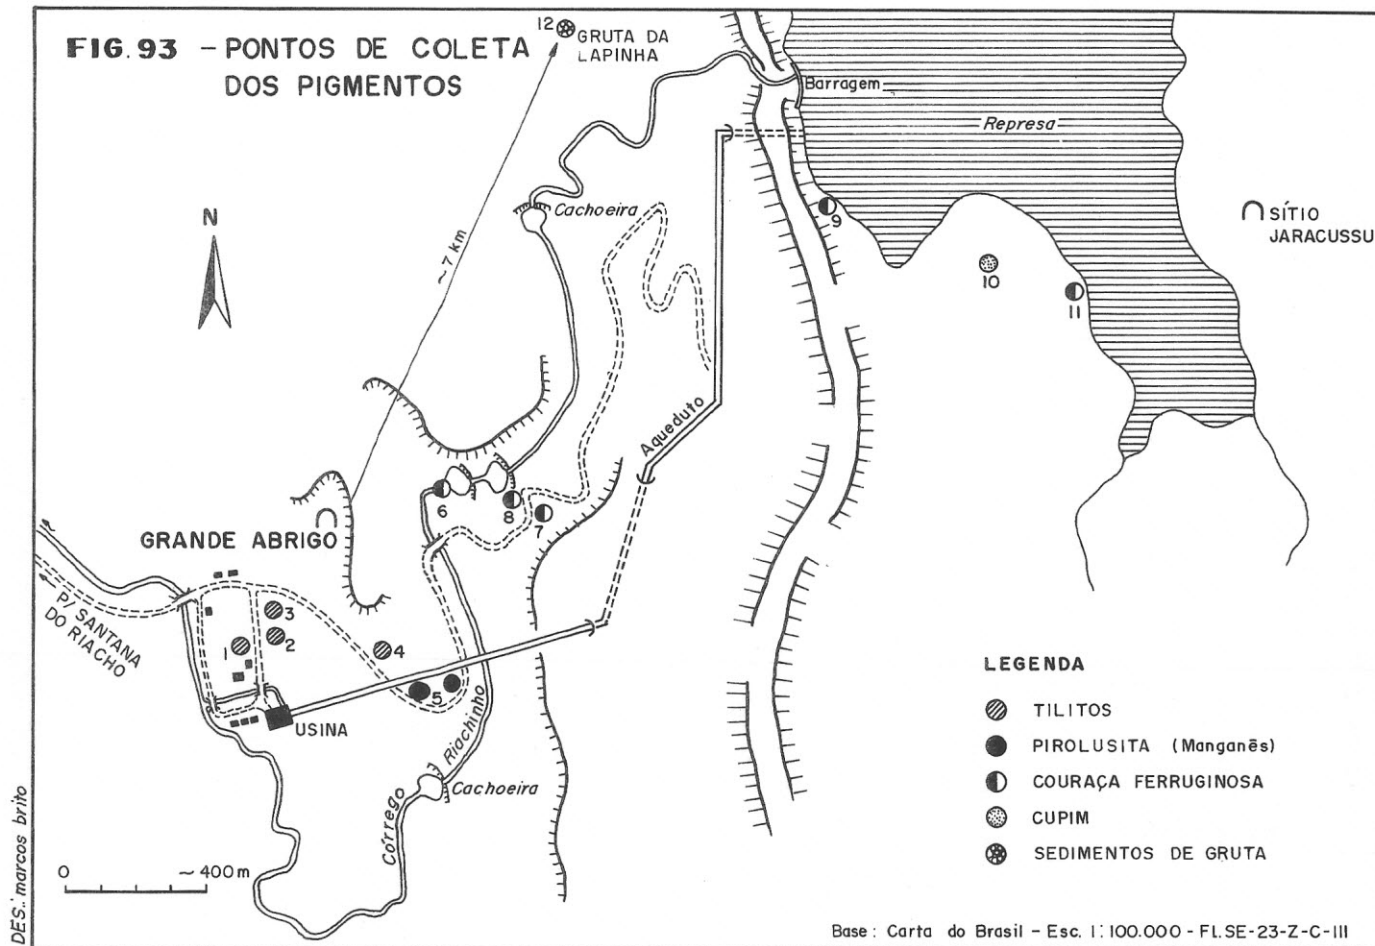 FIG. 93 – PONTOS DE COLETA
DOS PIGMENTOS
12
GRUTA DA
LAPINHA
Barragem
Represa
Cachoeira
9
SÍTIO
JARACUSSU
N
~7 km
10
11
Aqueduto
6
8
7
GRANDE ABRIGO
P/ SANTANA
DO RIACHO
3
2
1
4
5
USINA
Riachinho
Córrego
Cachoeira
0
~ 400 m
LEGENDA
TILITOS
PIROLUSITA (Manganês)
COURAÇA FERRUGINOSA
CUPIM
SEDIMENTOS DE GRUTA
DES.: marcos brito
Base : Carta do Brasil – Esc. 1:100.000 - Fl. SE-23-Z-C-III